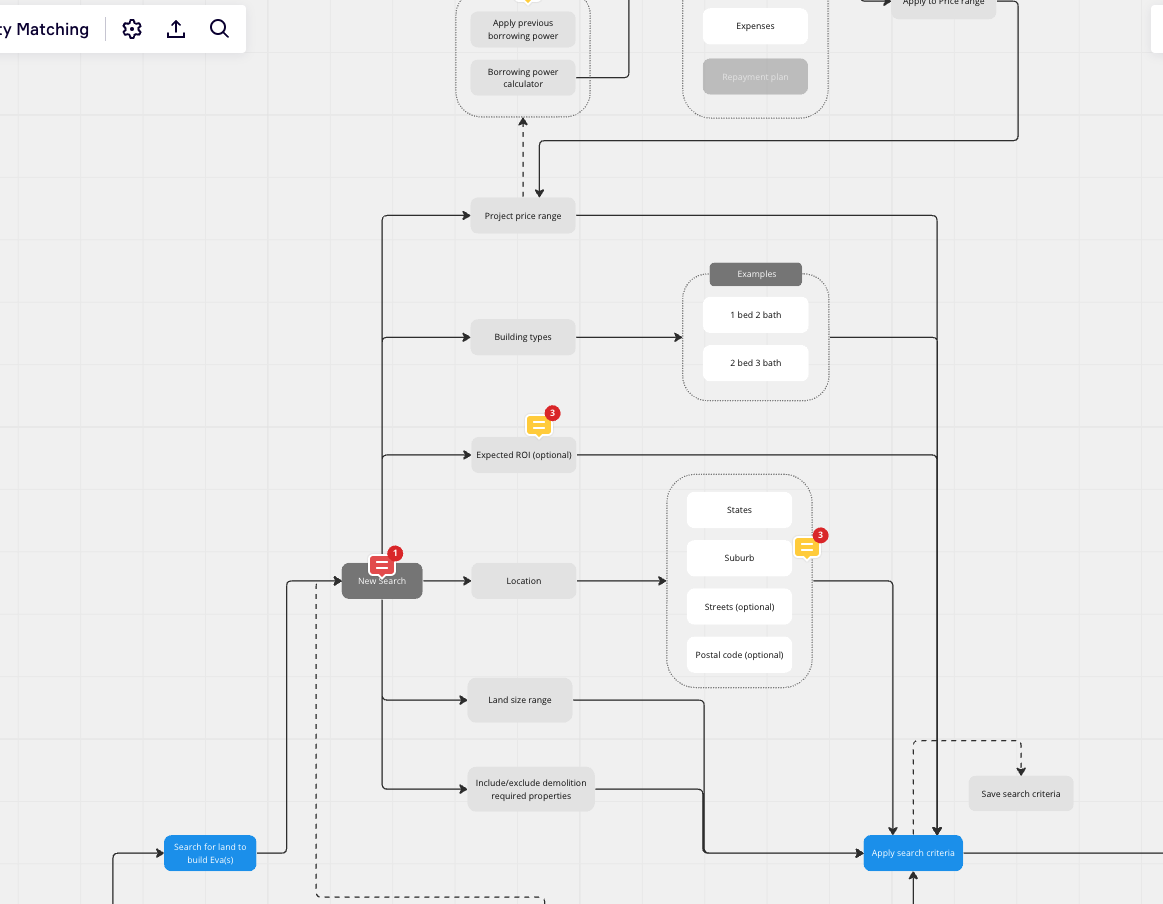 ty Matching
Apply previous
borrowing power
Borrowing power
calculator
Expenses
Repayment plan
Apply to Price range
Project price range
Examples
1 bed 2 bath
2 bed 3 bath
Building types
3
Expected ROI (optional)
States
3
Suburb
Streets (optional)
Postal code (optional)
1
New Search
Location
Land size range
Include/exclude demolition
required properties
Save search criteria
Search for land to
build Eva(s)
Apply search criteria